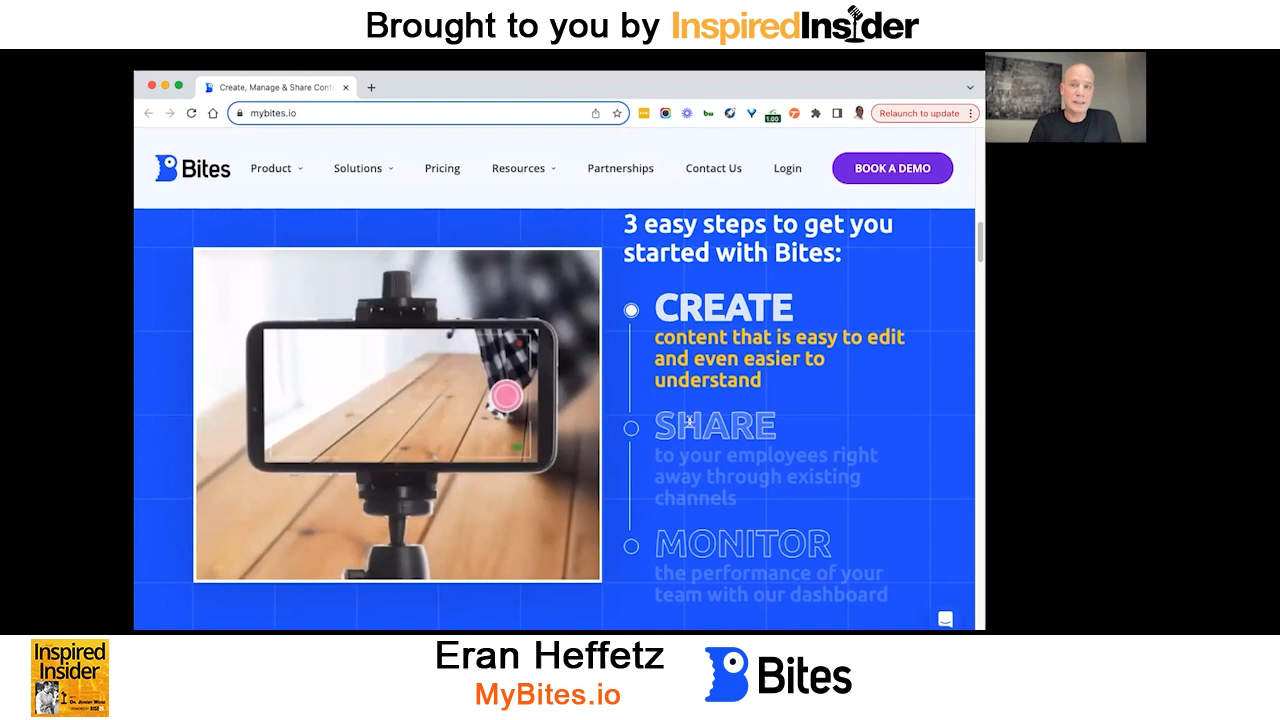 Brought to you by InspiredInsider
Create, Manage & Share Cont
mybites.io
1.00
Relaunch to update
Bites
Product
Solutions
Pricing
Resources
Partnerships
Contact Us
Login
BOOK A DEMO
3 easy steps to get you
started with Bites:
CREATE
content that is easy to edit
and even easier to
understand
SHARE
to your employees right
away through existing
channels
MONITOR
the performance of your
team with our dashboard
Inspired
Insider
Eran Heffetz
MyBites.io
Bites